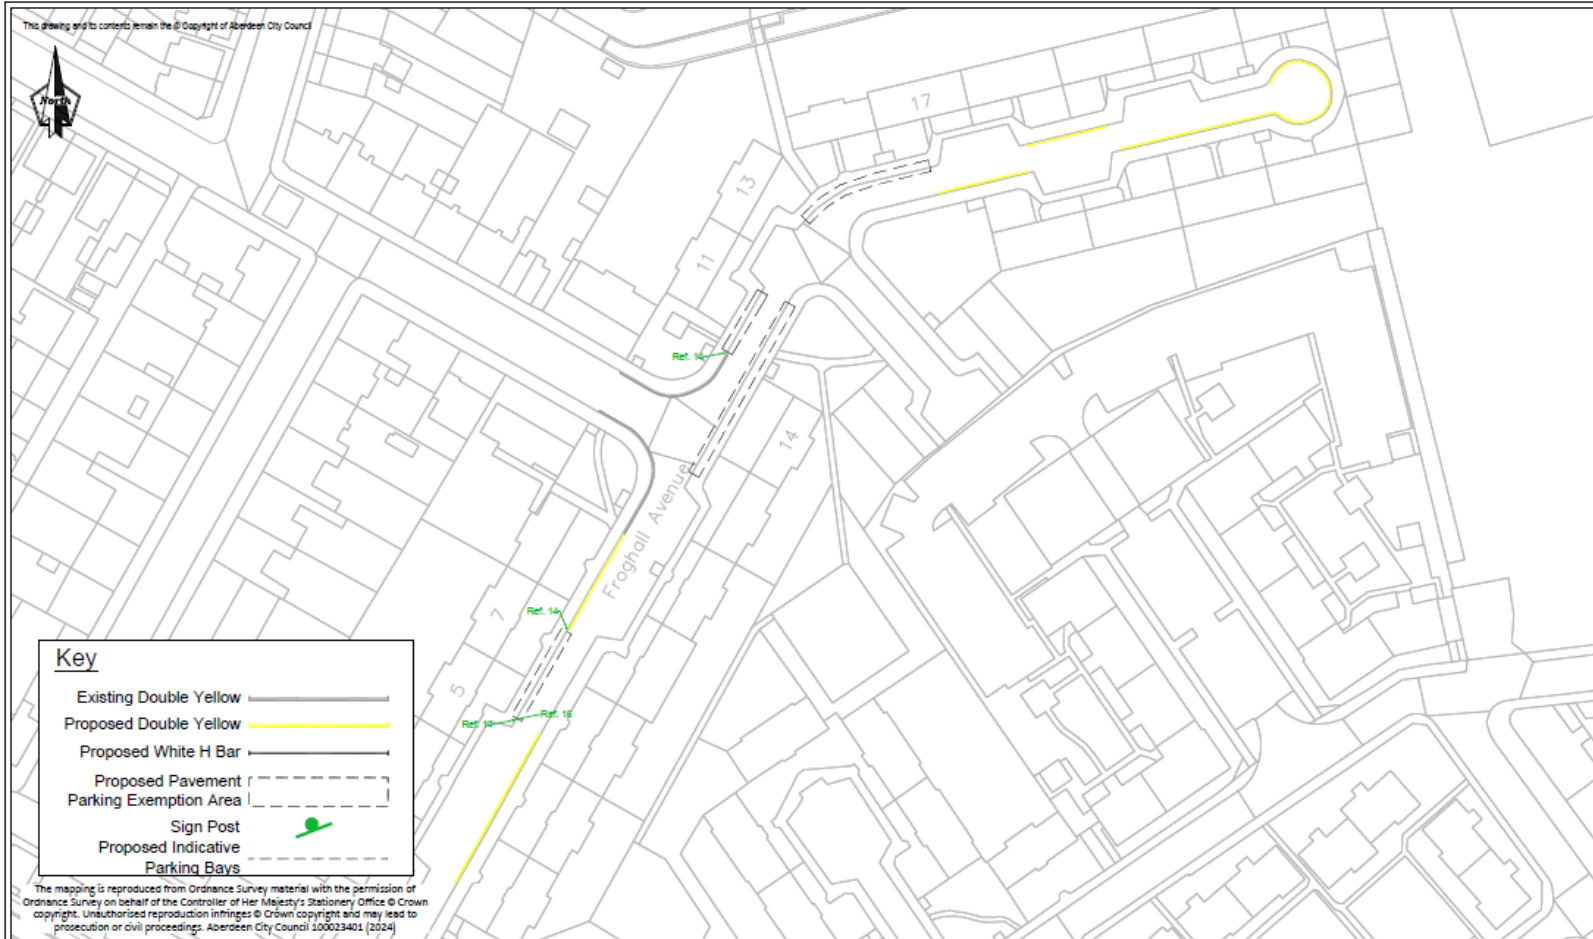 This drawing and its contents remain the © Copyright of Aberdeen City Council
North
17
13
11
Ref. 14
14
Froghall Avenue
Ref. 14
7
5
Ref. 16
Key
Existing Double Yellow
Proposed Double Yellow
Proposed White H Bar
Proposed Pavement
Parking Exemption Area
Sign Post
Proposed Indicative
Parking Bays
The mapping is reproduced from Ordnance Survey material with the permission of
Ordnance Survey on behalf of the Controller of Her Majesty's Stationery Office © Crown
copyright. Unauthorised reproduction infringes © Crown copyright and may lead to
prosecution or civil proceedings. Aberdeen City Council 100023401 (2024)